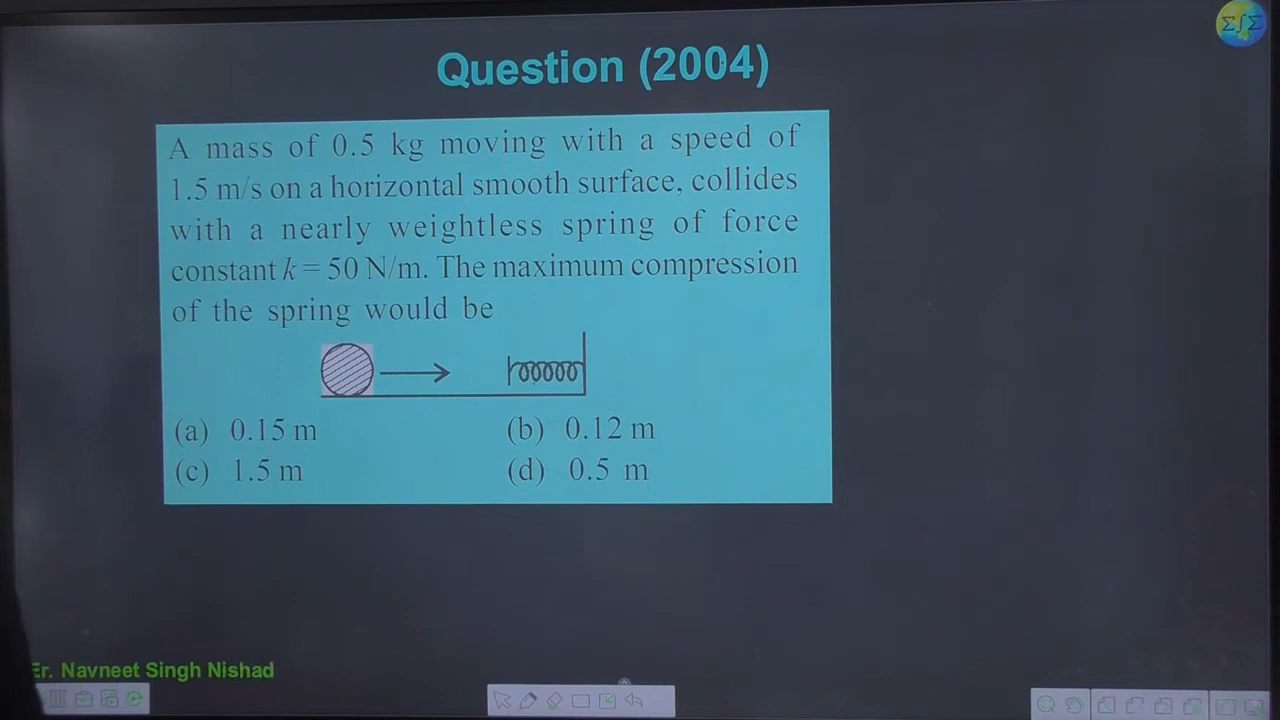 ΣʃΣ
Question (2004)
A mass of 0.5 kg moving with a speed of
1.5 m/s on a horizontal smooth surface, collides
with a nearly weightless spring of force
constant k = 50 N/m. The maximum compression
of the spring would be
(a) 0.15 m (b) 0.12 m
(c) 1.5 m (d) 0.5 m
Er. Navneet Singh Nishad